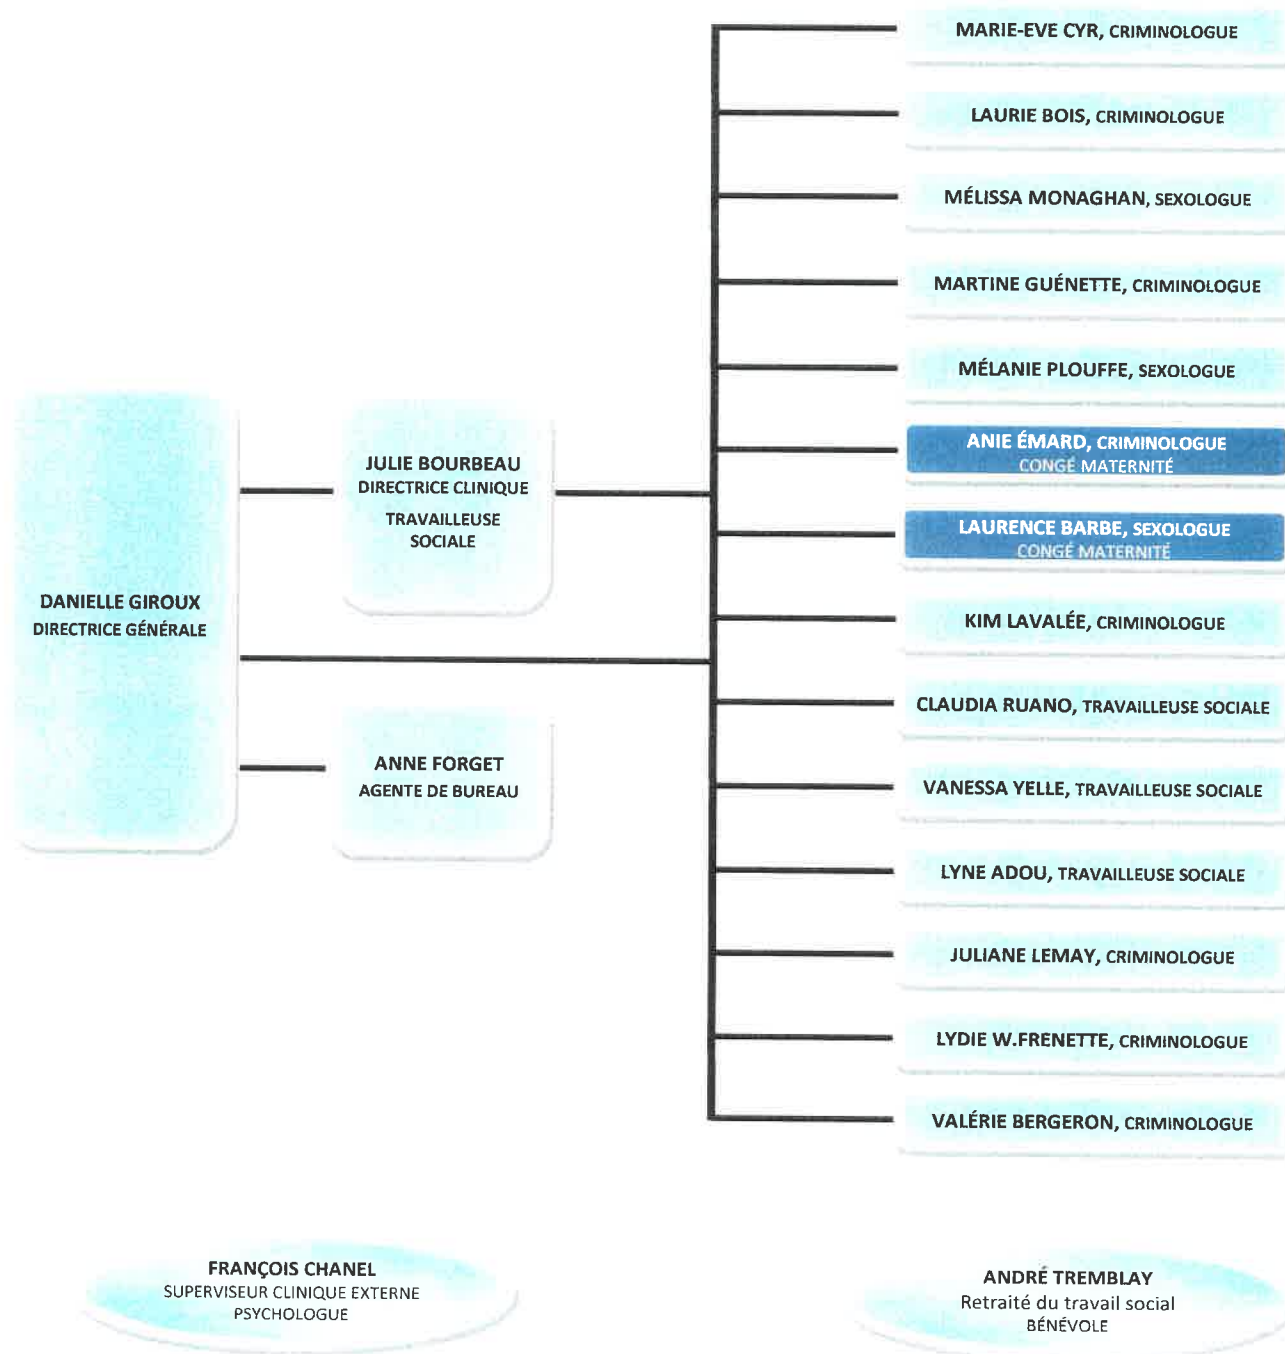 MARIE-EVE CYR, CRIMINOLOGUE
LAURIE BOIS, CRIMINOLOGUE
MÉLISSA MONAGHAN, SEXOLOGUE
MARTINE GUÉNETTE, CRIMINOLOGUE
MÉLANIE PLOUFFE, SEXOLOGUE
ANIE ÉMARD, CRIMINOLOGUE
CONGÉ MATERNITÉ
LAURENCE BARBE, SEXOLOGUE
CONGÉ MATERNITÉ
KIM LAVALÉE, CRIMINOLOGUE
CLAUDIA RUANO, TRAVAILLEUSE SOCIALE
VANESSA YELLE, TRAVAILLEUSE SOCIALE
LYNE ADOU, TRAVAILLEUSE SOCIALE
JULIANE LEMAY, CRIMINOLOGUE
LYDIE W.FRENETTE, CRIMINOLOGUE
VALÉRIE BERGERON, CRIMINOLOGUE
JULIE BOURBEAU
DIRECTRICE CLINIQUE
TRAVAILLEUSE
SOCIALE
DANIELLE GIROUX
DIRECTRICE GÉNÉRALE
ANNE FORGET
AGENTE DE BUREAU
FRANÇOIS CHANEL
SUPERVISEUR CLINIQUE EXTERNE
PSYCHOLOGUE
ANDRÉ TREMBLAY
Retraité du travail social
BÉNÉVOLE